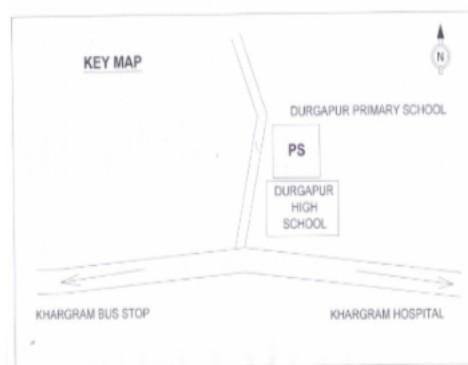 KEY MAP
N
DURGAPUR PRIMARY SCHOOL
PS
DURGAPUR
HIGH
SCHOOL
KHARGRAM BUS STOP
KHARGRAM HOSPITAL